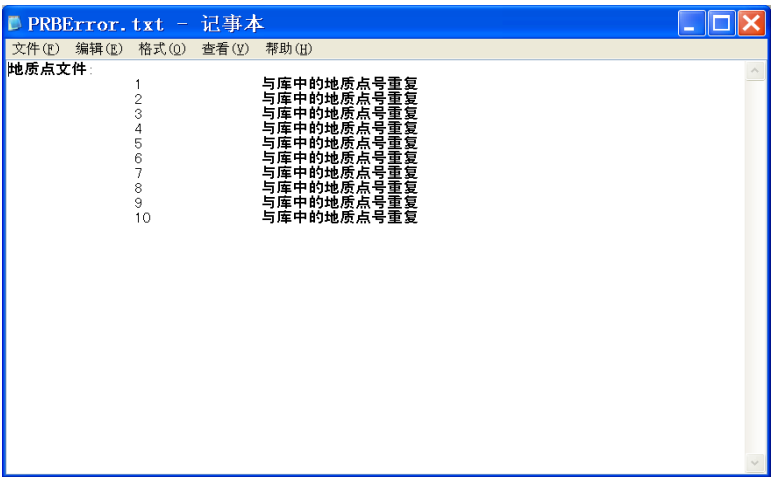 PRBError.txt - 记事本
文件(F) 编辑(E) 格式(O) 查看(V) 帮助(H)
地质点文件:
1 与库中的地质点号重复
2 与库中的地质点号重复
3 与库中的地质点号重复
4 与库中的地质点号重复
5 与库中的地质点号重复
6 与库中的地质点号重复
7 与库中的地质点号重复
8 与库中的地质点号重复
9 与库中的地质点号重复
10 与库中的地质点号重复